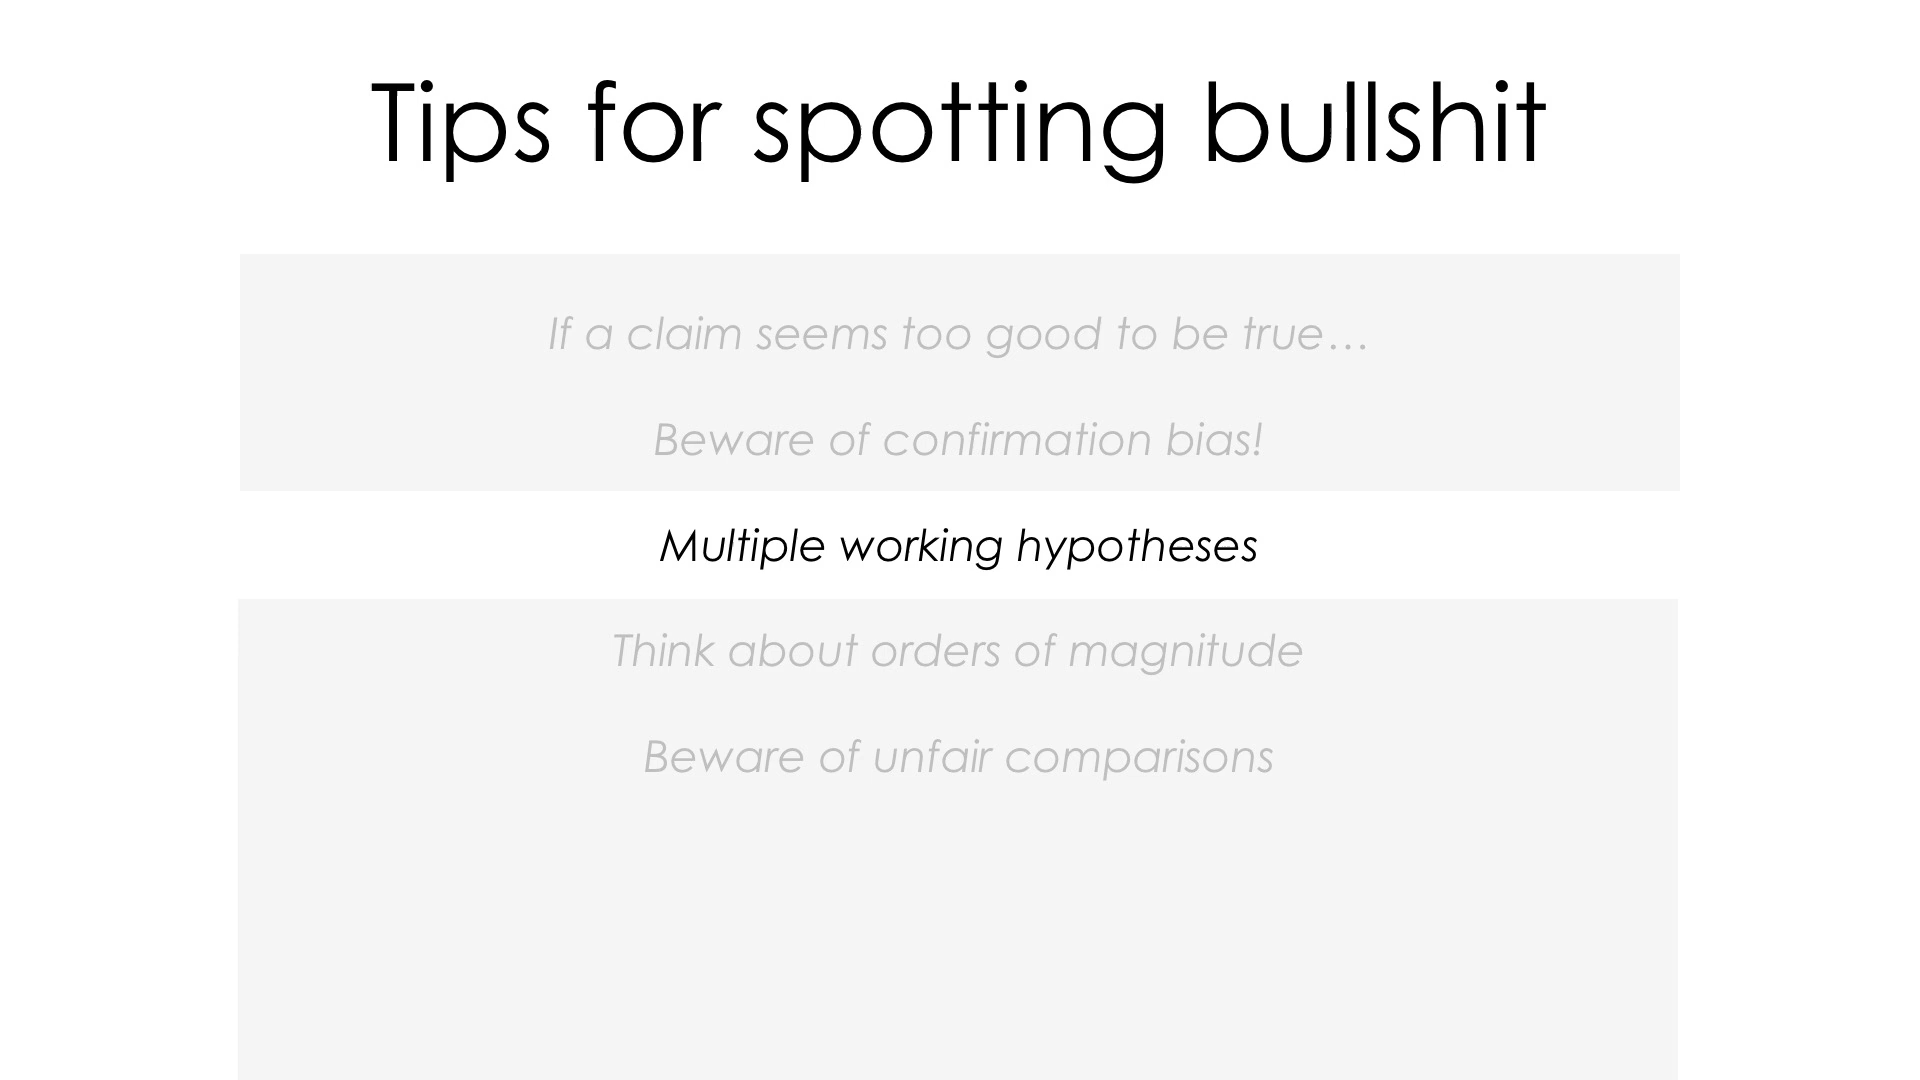 Tips for spotting bullshit
If a claim seems too good to be true…
Beware of confirmation bias!
Multiple working hypotheses
Think about orders of magnitude
Beware of unfair comparisons